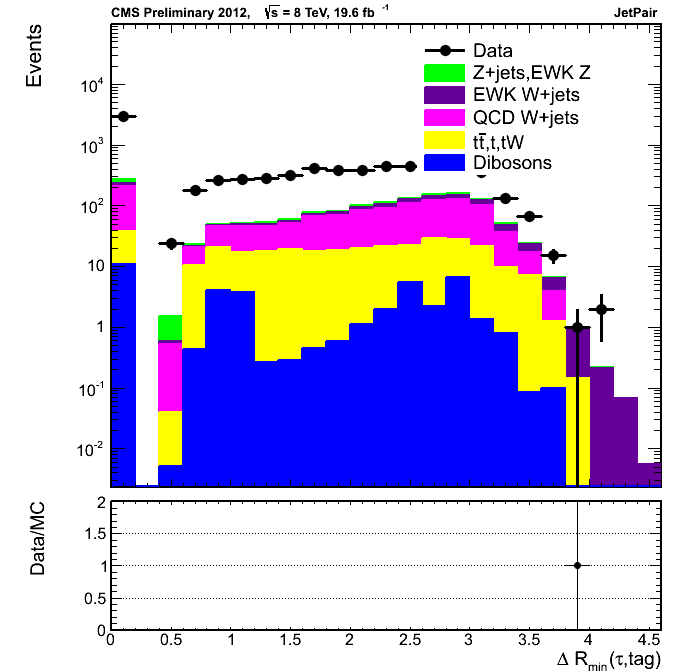 CMS Preliminary 2012, √s = 8 TeV, 19.6 fb⁻¹ JetPair
Events
Data
Z+jets,EWK Z
EWK W+jets
QCD W+jets
tt̄,t,tW
Dibosons
10⁴
10³
10²
10
1
10⁻¹
10⁻²
Data/MC
2
1.5
1
0.5
0
0 0.5 1 1.5 2 2.5 3 3.5 4 4.5
Δ R_min(τ,tag)